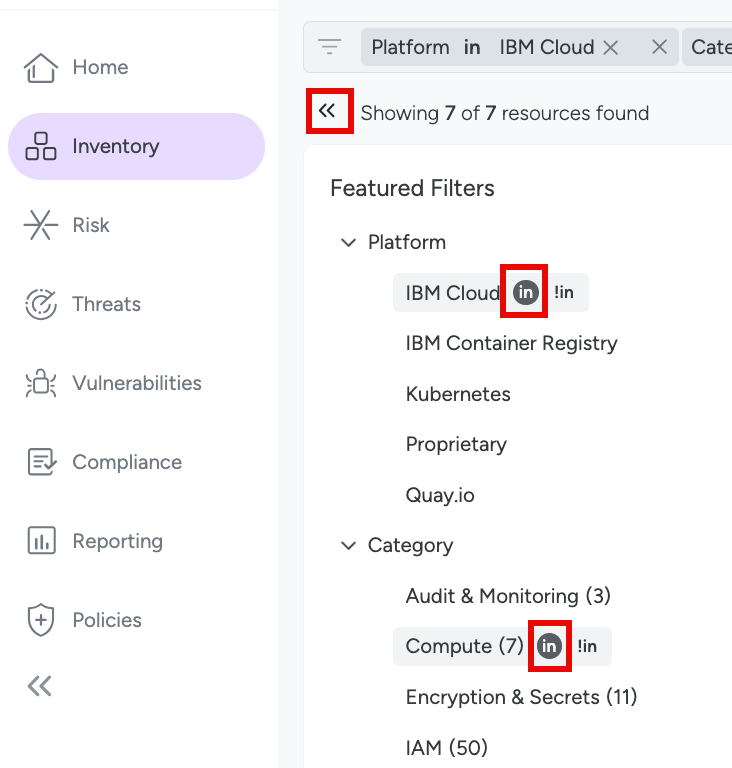 Platform in IBM Cloud
Cate
Showing 7 of 7 resources found
Home
Inventory
Risk
Threats
Vulnerabilities
Compliance
Reporting
Policies
Featured Filters
Platform
IBM Cloud in !in
IBM Container Registry
Kubernetes
Proprietary
Quay.io
Category
Audit & Monitoring (3)
Compute (7) in !in
Encryption & Secrets (11)
IAM (50)